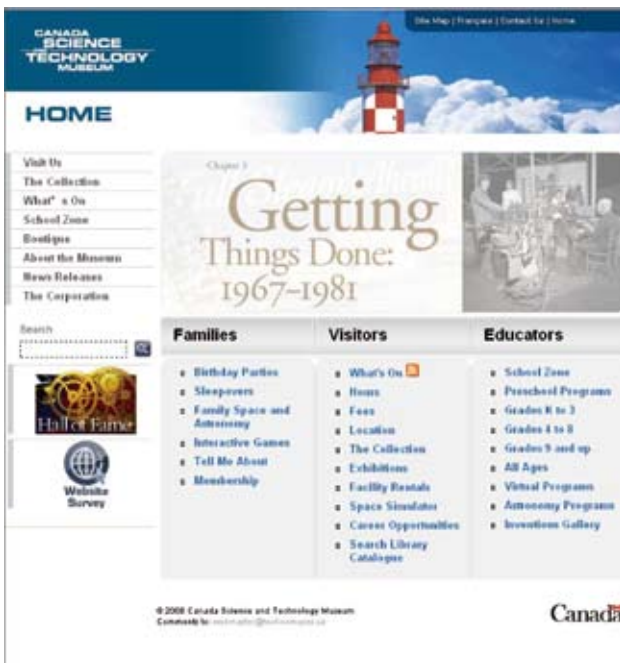 Site Map | Français | Contact Us | Home
CANADA
SCIENCE
AND
TECHNOLOGY
MUSEUM
HOME
Visit Us
The Collection
What' s On
School Zone
Boutique
About the Museum
News Releases
The Corporation
Search
Hall of Fame
Website
Survey
Chapter 3
Getting
Things Done:
1967–1981
Families
Birthday Parties
Sleepovers
Family Space and
Astronomy
Interactive Games
Tell Me About
Membership
Visitors
What's On
Hours
Fees
Location
The Collection
Exhibitions
Facility Rentals
Space Simulator
Career Opportunities
Search Library
Catalogue
Educators
School Zone
Preschool Programs
Grades K to 3
Grades 4 to 8
Grades 9 and up
All Ages
Virtual Programs
Astronomy Programs
Inventions Gallery
© 2008 Canada Science and Technology Museum
Comments to:
Canada